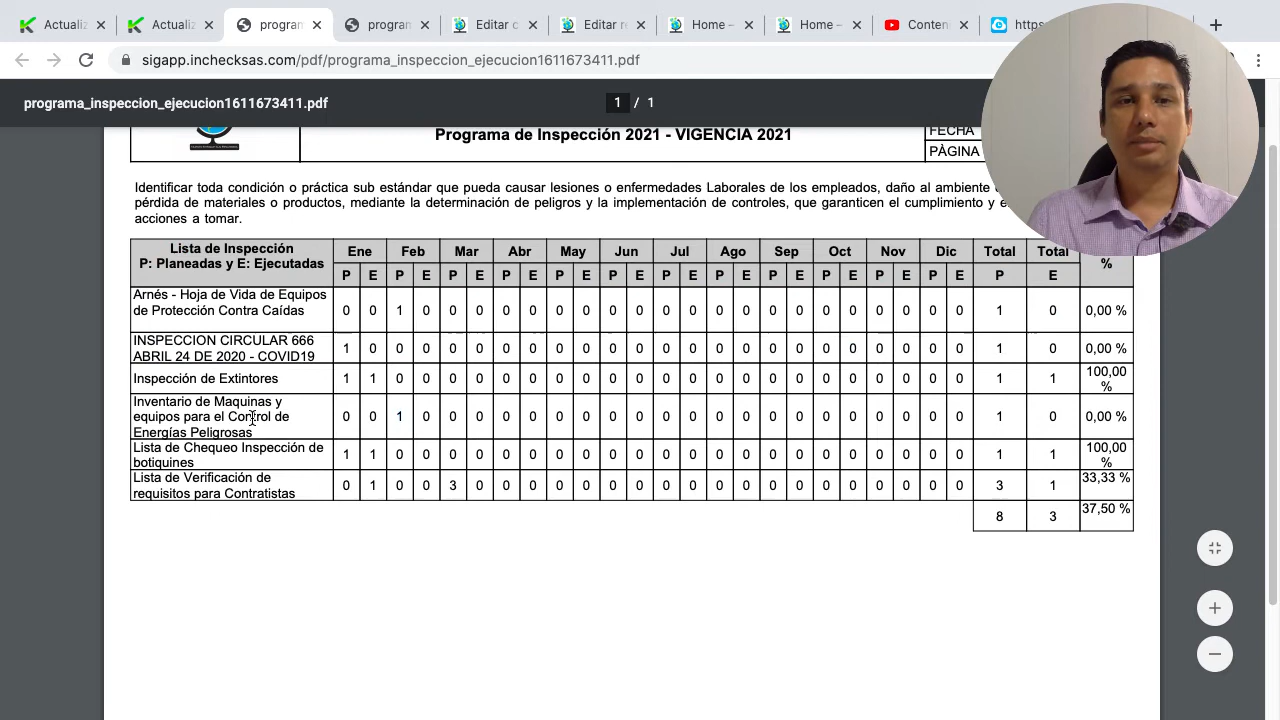 Actualiz
Actualiz
program
program
Editar c
Editar re
Home –
Home –
Conten
https
sigapp.inchecksas.com/pdf/programa_inspeccion_ejecucion1611673411.pdf
programa_inspeccion_ejecucion1611673411.pdf
1 / 1
Programa de Inspección 2021 - VIGENCIA 2021
FECHA
PÀGINA
Identificar toda condición o práctica sub estándar que pueda causar lesiones o enfermedades Laborales de los empleados, daño al ambiente
pérdida de materiales o productos, mediante la determinación de peligros y la implementación de controles, que garanticen el cumplimiento y
acciones a tomar.
Lista de Inspección
P: Planeadas y E: Ejecutadas
Ene Feb Mar Abr May Jun Jul Ago Sep Oct Nov Dic Total Total %
P E P E P E P E P E P E P E P E P E P E P E P E P E
Arnés - Hoja de Vida de Equipos
de Protección Contra Caídas
0 0 1 0 0 0 0 0 0 0 0 0 0 0 0 0 0 0 0 0 0 0 0 0 1 0 0,00 %
INSPECCION CIRCULAR 666
ABRIL 24 DE 2020 - COVID19
1 0 0 0 0 0 0 0 0 0 0 0 0 0 0 0 0 0 0 0 0 0 0 0 1 0 0,00 %
Inspección de Extintores
1 1 0 0 0 0 0 0 0 0 0 0 0 0 0 0 0 0 0 0 0 0 0 0 1 1 100,00
%
Inventario de Maquinas y
equipos para el Control de
Energías Peligrosas
0 0 1 0 0 0 0 0 0 0 0 0 0 0 0 0 0 0 0 0 0 0 0 0 1 0 0,00 %
Lista de Chequeo Inspección de
botiquines
1 1 0 0 0 0 0 0 0 0 0 0 0 0 0 0 0 0 0 0 0 0 0 0 1 1 100,00
%
Lista de Verificación de
requisitos para Contratistas
0 1 0 0 3 0 0 0 0 0 0 0 0 0 0 0 0 0 0 0 0 0 0 0 3 1 33,33 %
8 3 37,50 %